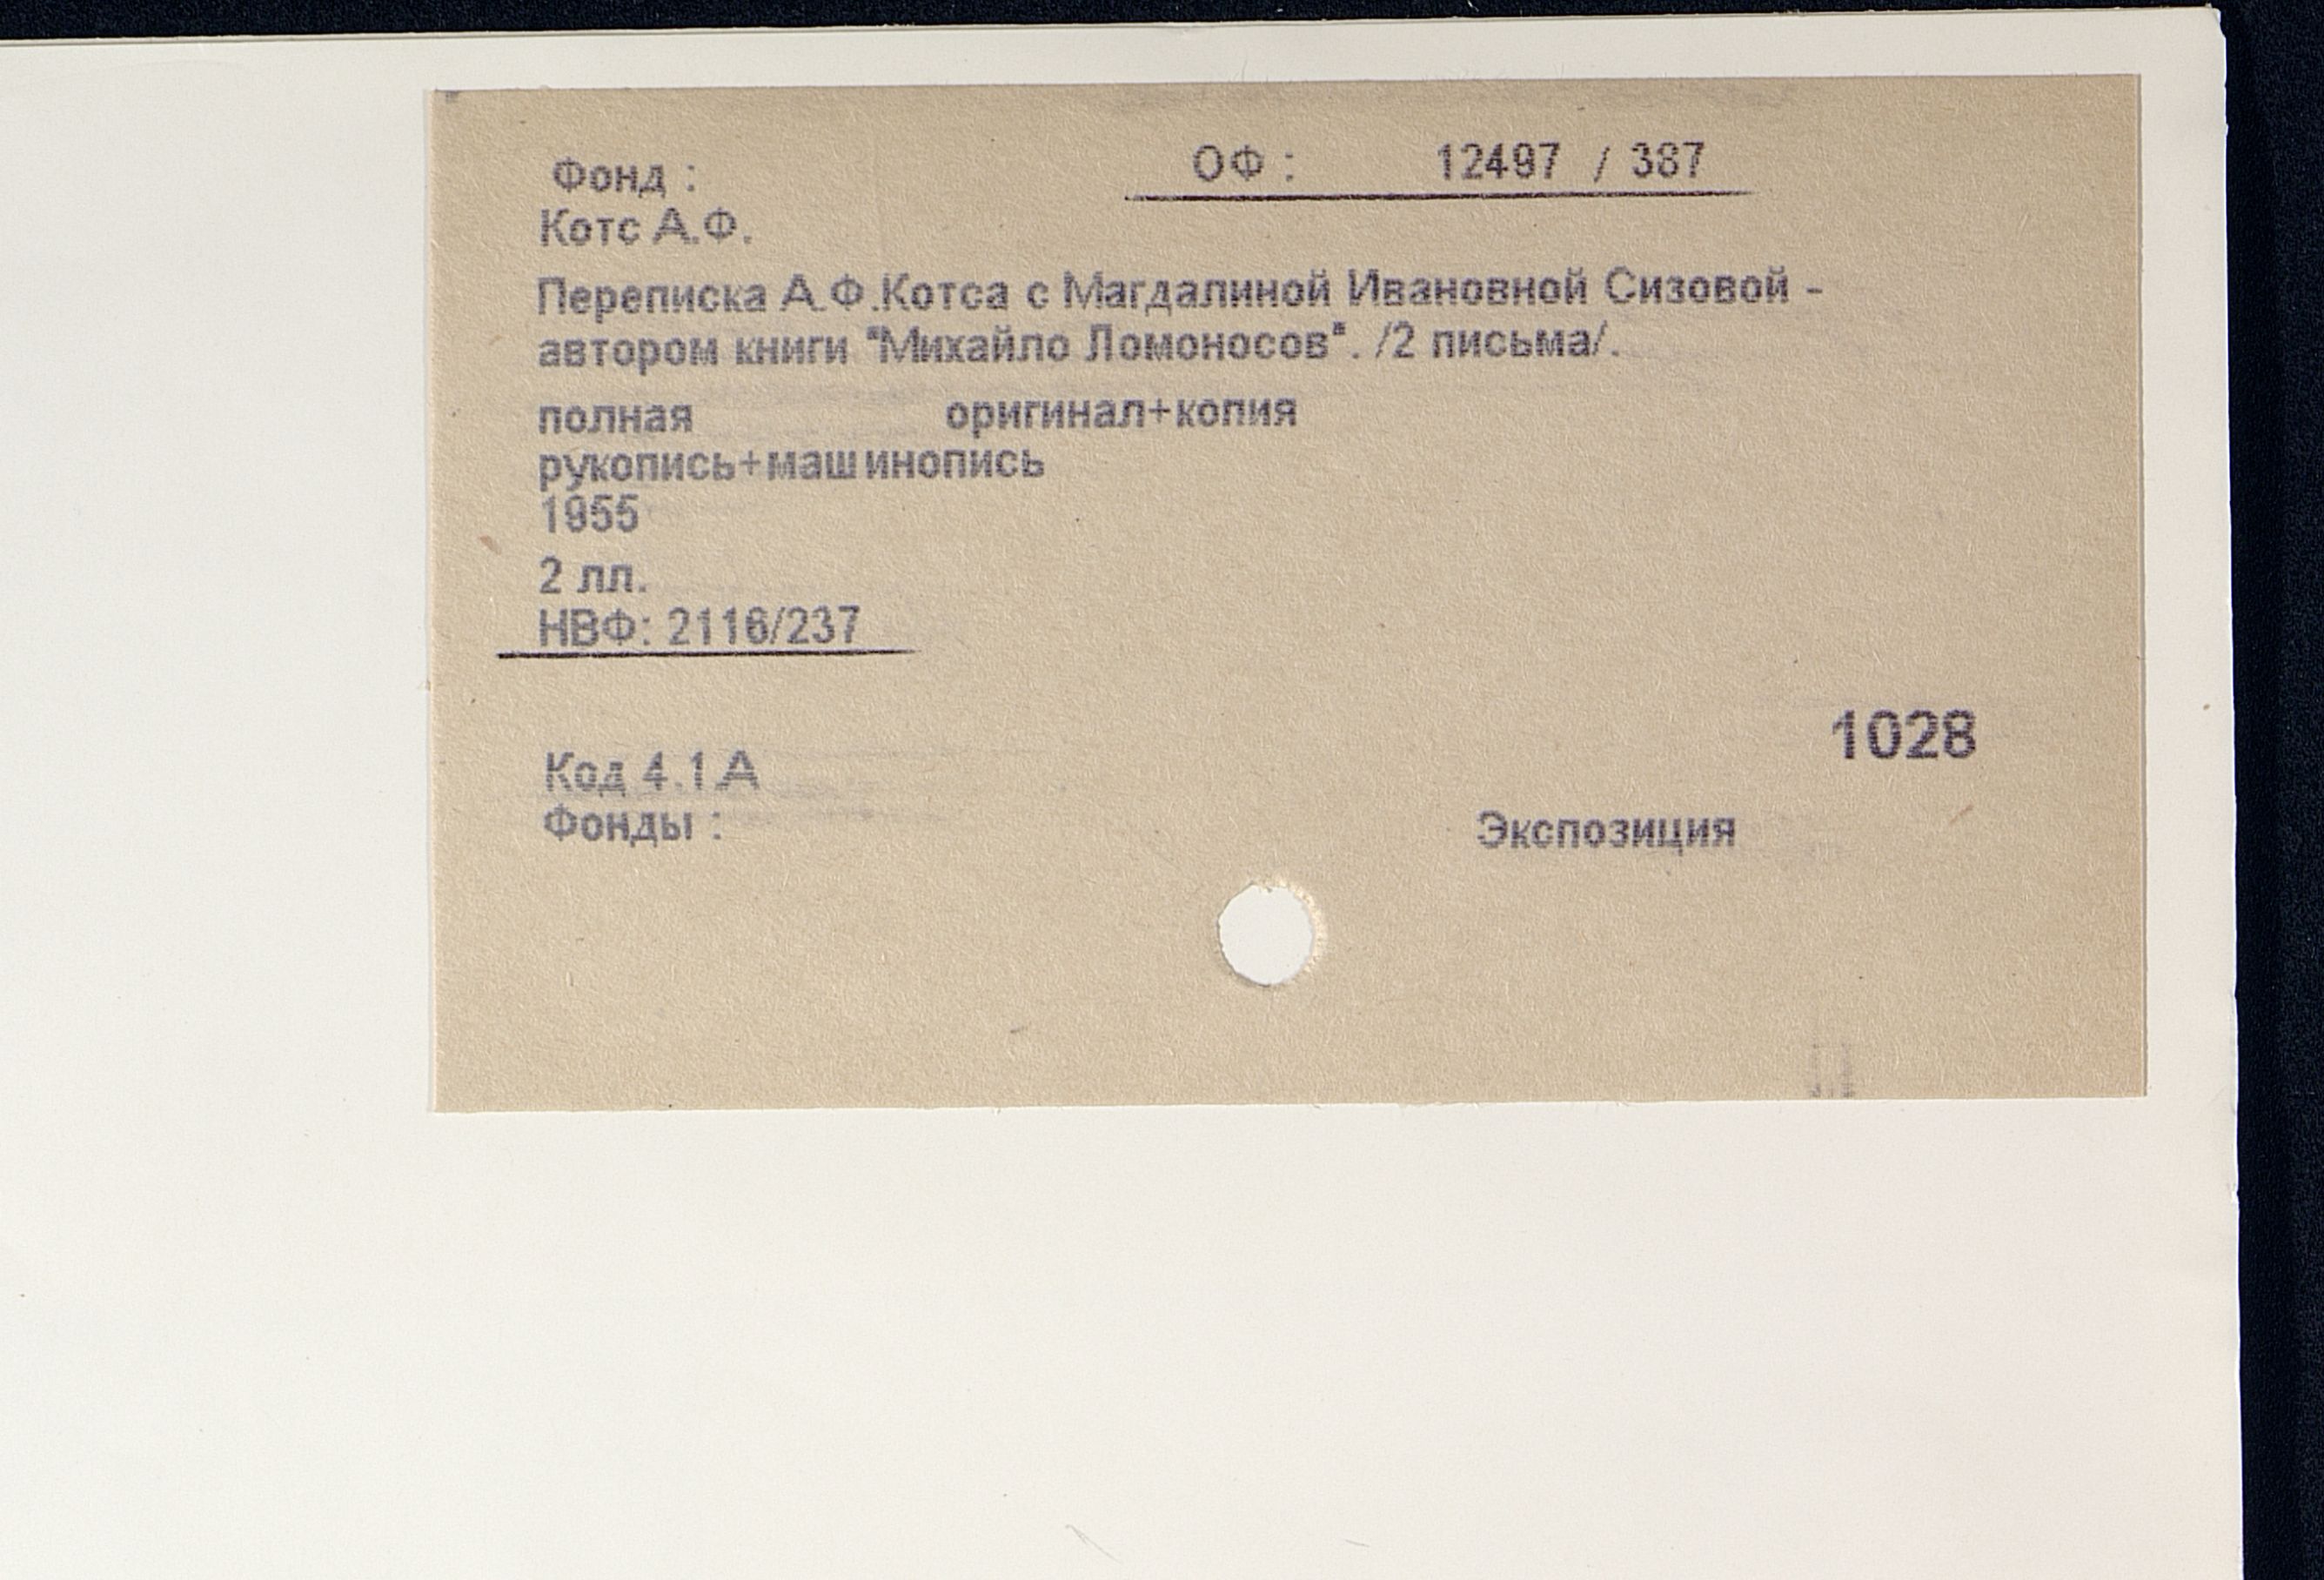 Фонд : ОФ : 12497 / 387
Котс А.Ф.
Переписка А.Ф.Котса с Магдалиной Ивановной Сизовой -
автором книги "Михайло Ломоносов". /2 письма/.
полная оригинал+копия
рукопись+машинопись
1955
2 лл.
НВФ: 2116/237
1028
Код 4.1.А
Фонды : Экспозиция